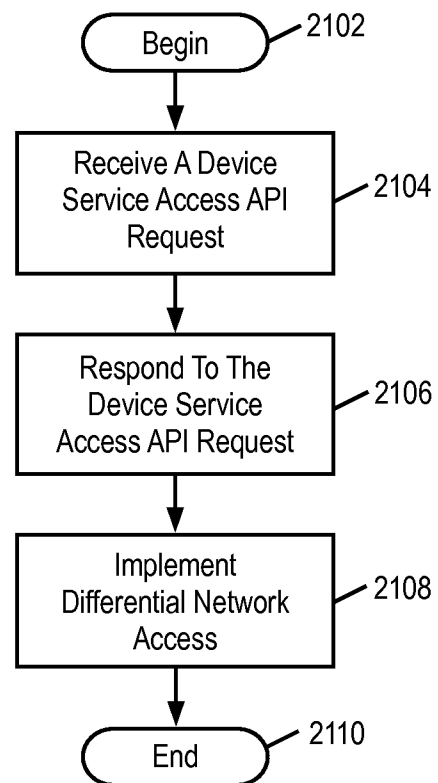 Begin
2102
Receive A Device
Service Access API
Request
2104
Respond To The
Device Service
Access API Request
2106
Implement
Differential Network
Access
2108
End
2110